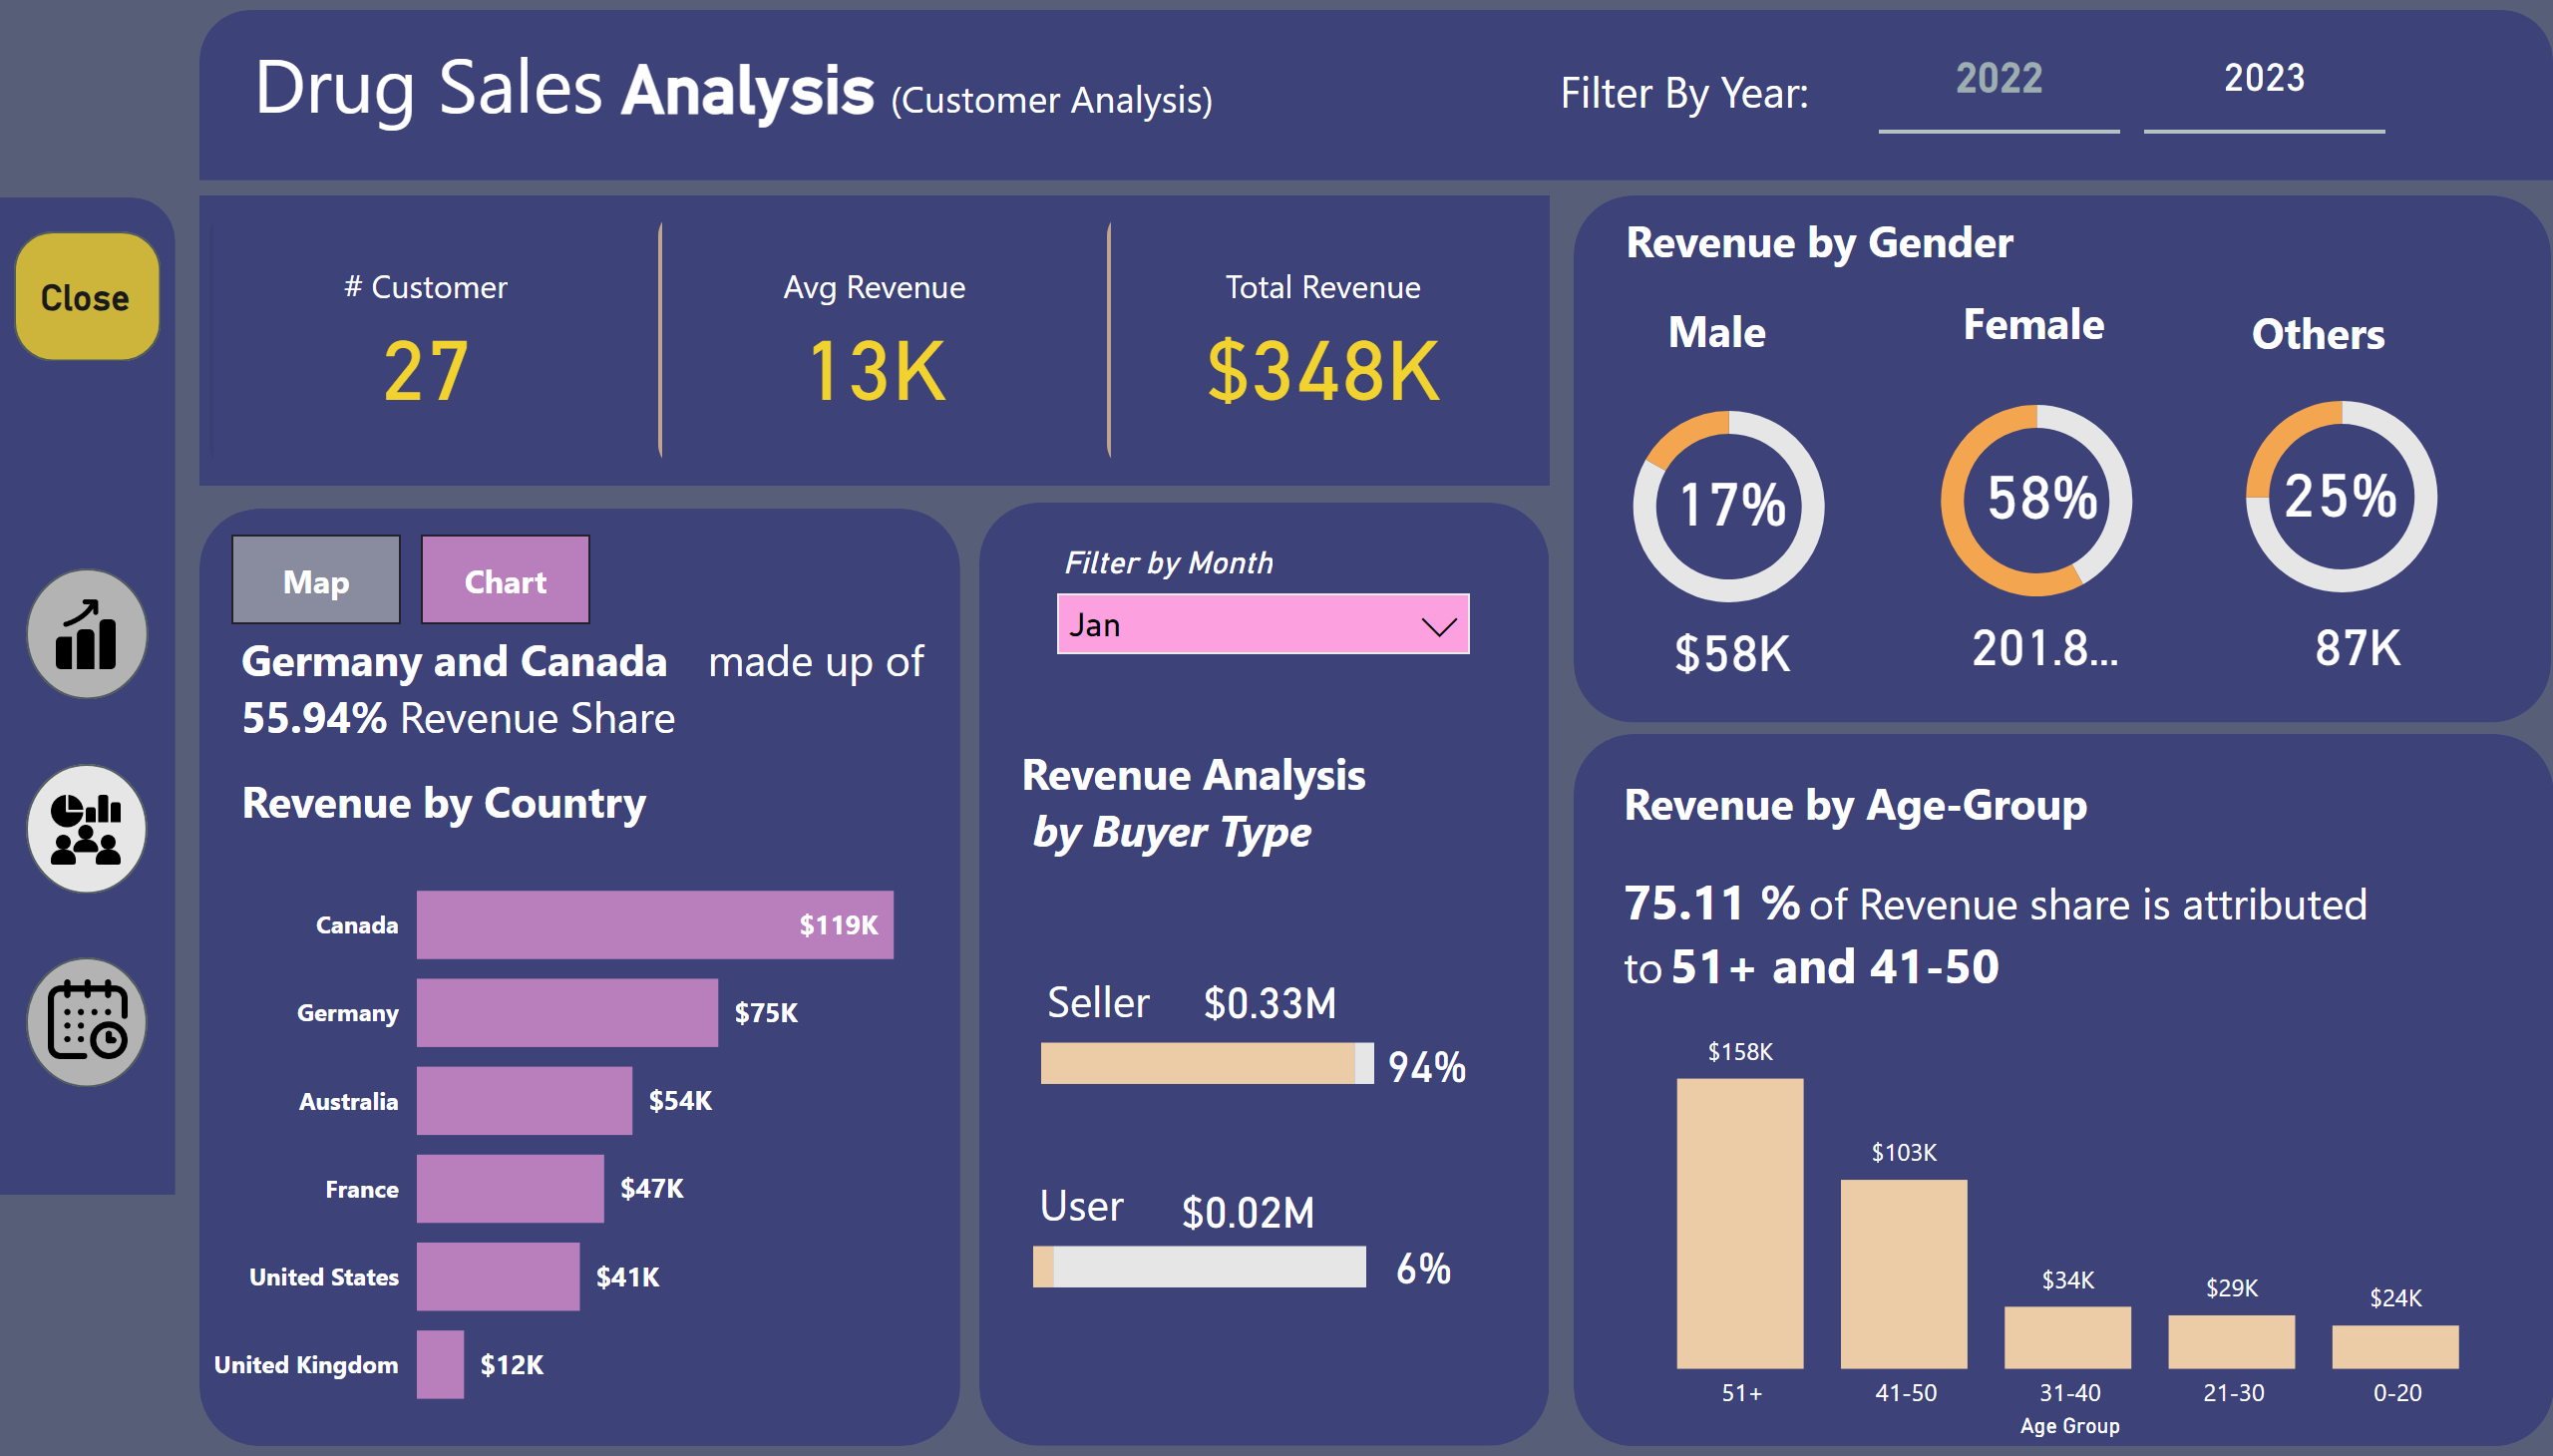 Drug Sales Analysis (Customer Analysis)
Filter By Year:
2022
2023
Close
# Customer
27
Avg Revenue
13K
Total Revenue
$348K
Revenue by Gender
Male
Female
Others
17%
58%
25%
$58K
201.8...
87K
Map
Chart
Germany and Canada made up of
55.94% Revenue Share
Revenue by Country
Canada $119K
Germany $75K
Australia $54K
France $47K
United States $41K
United Kingdom $12K
Filter by Month
Jan
Revenue Analysis
by Buyer Type
Seller $0.33M
94%
User $0.02M
6%
Revenue by Age-Group
75.11 % of Revenue share is attributed
to 51+ and 41-50
$158K
$103K
$34K
$29K
$24K
51+
41-50
31-40
21-30
0-20
Age Group